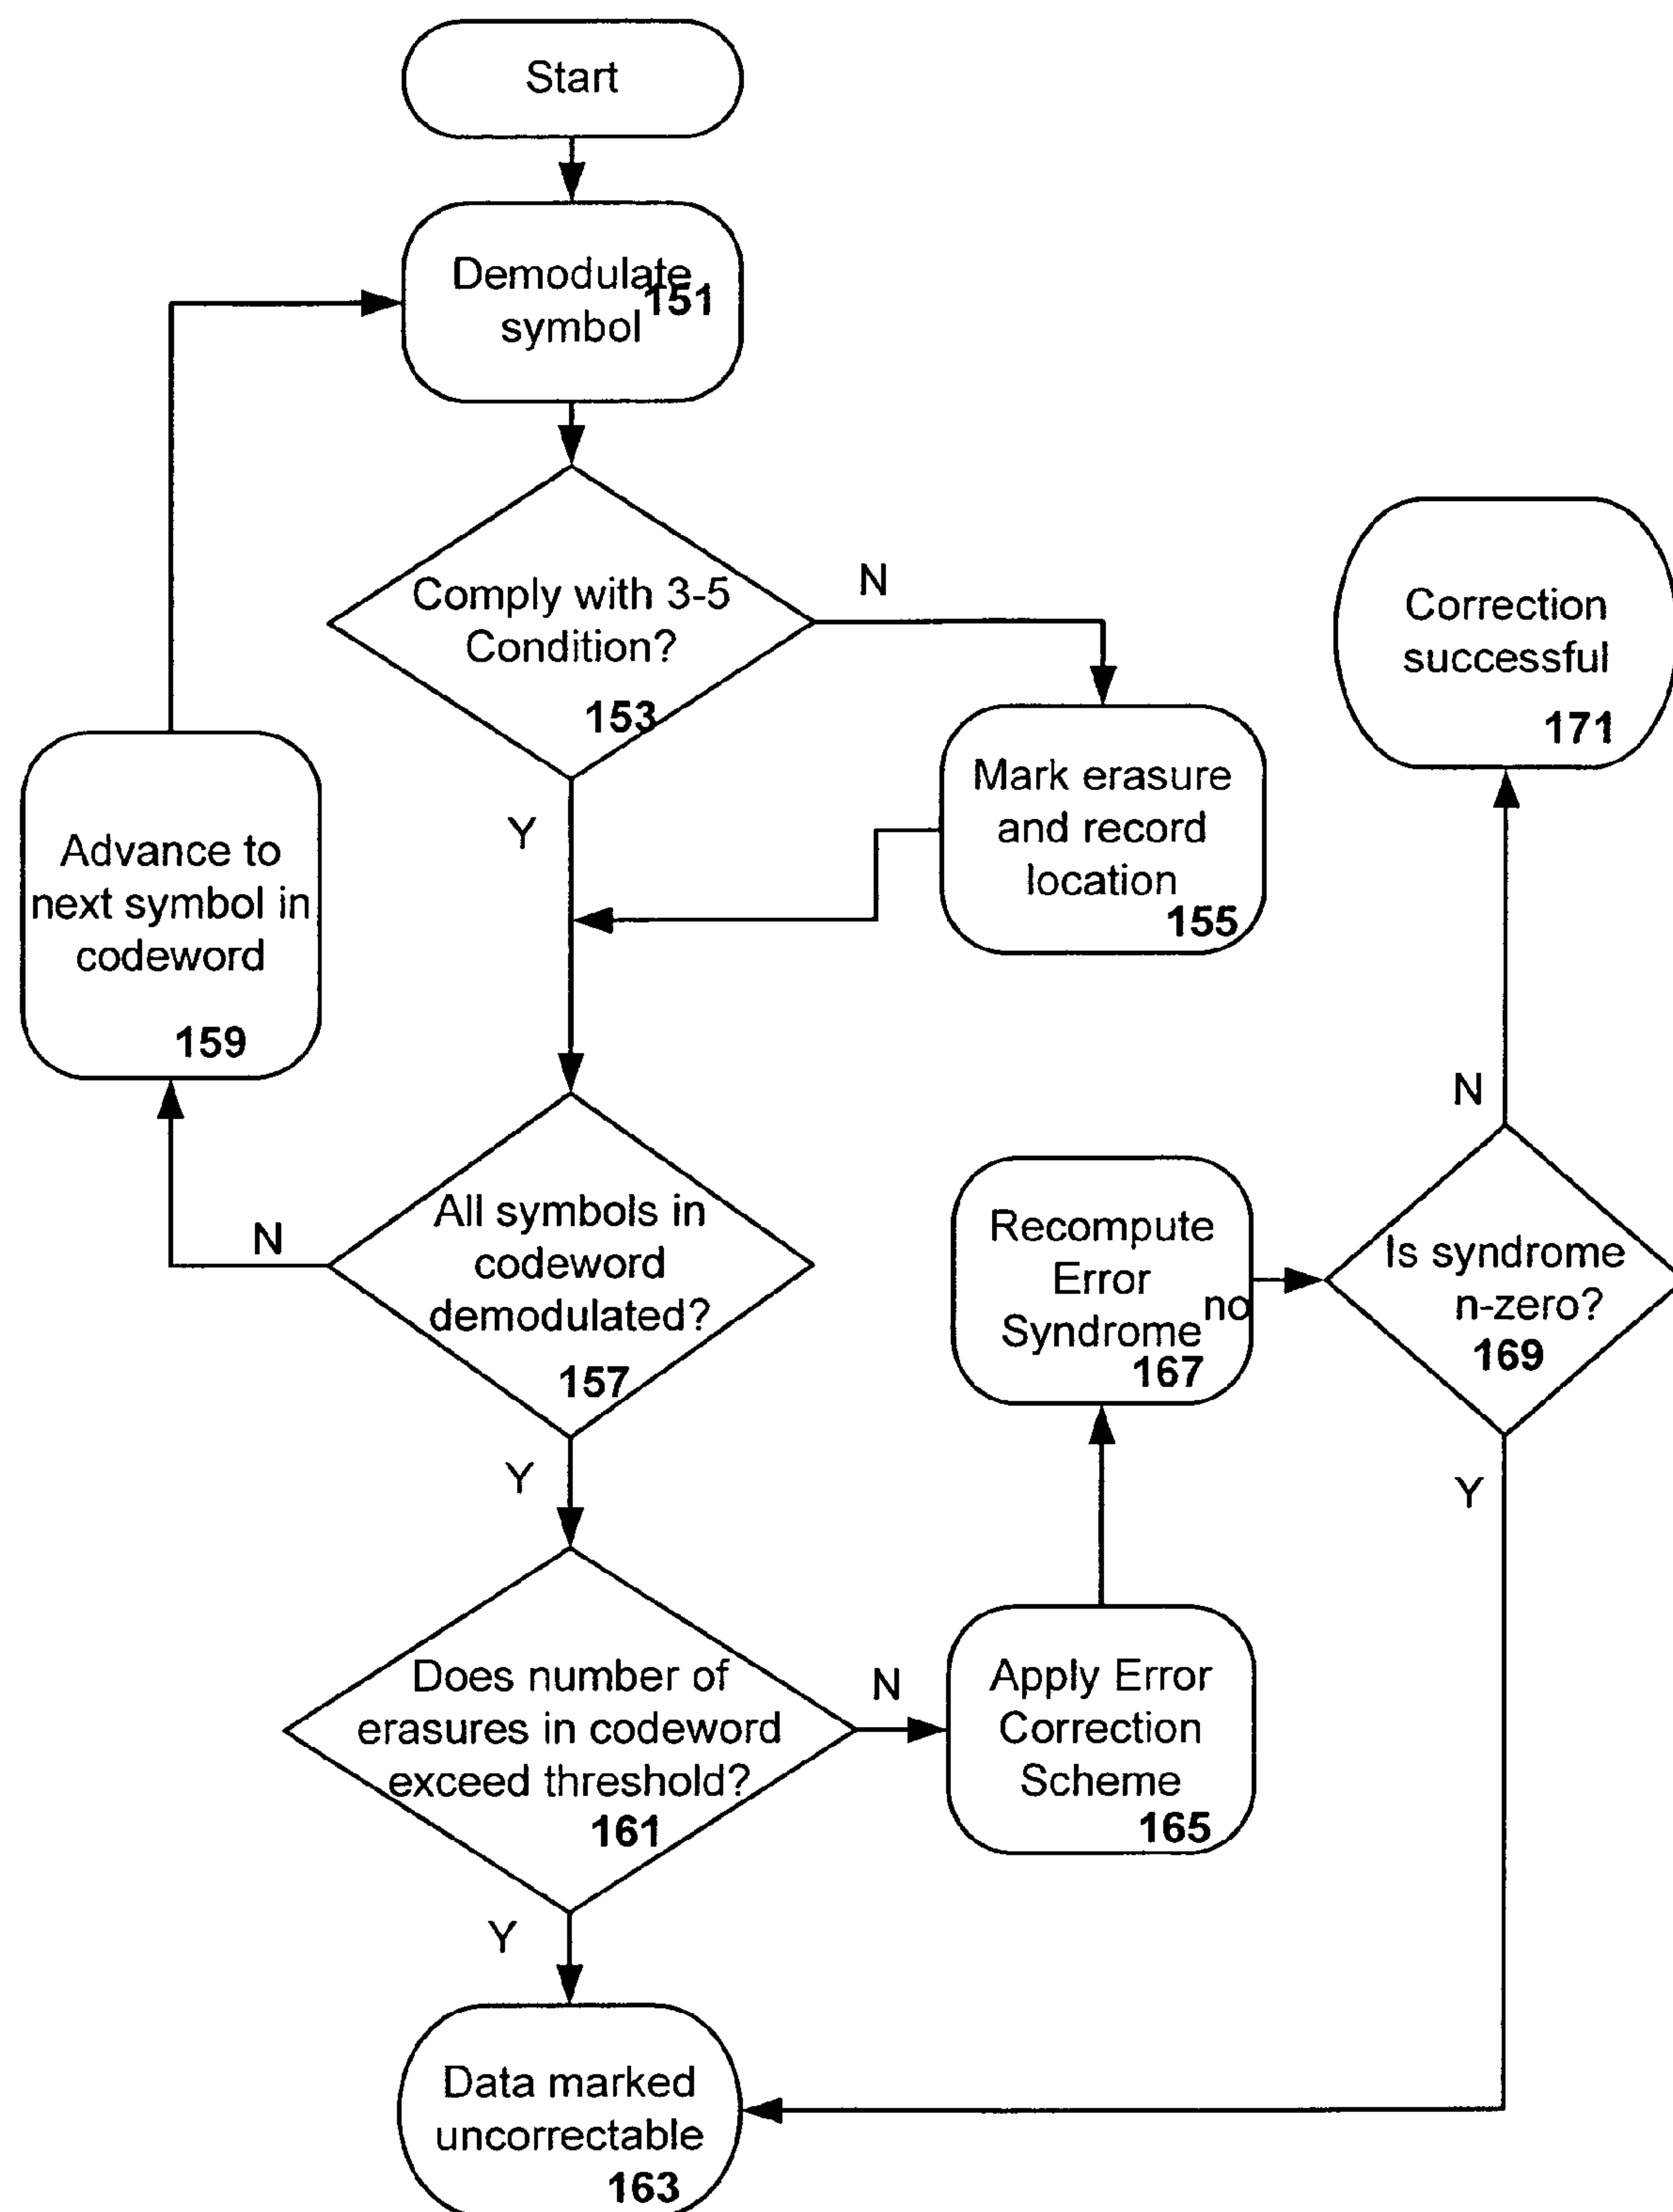 Start
Demodulate
symbol
151
Comply with 3-5
Condition?
153
N
Y
Mark erasure
and record
location
155
Advance to
next symbol in
codeword
159
All symbols in
codeword
demodulated?
157
N
Y
Does number of
erasures in codeword
exceed threshold?
161
N
Y
Apply Error
Correction
Scheme
165
Recompute
Error
Syndrome
167
Is syndrome
non-zero?
169
N
Y
Correction
successful
171
Data marked
uncorrectable
163